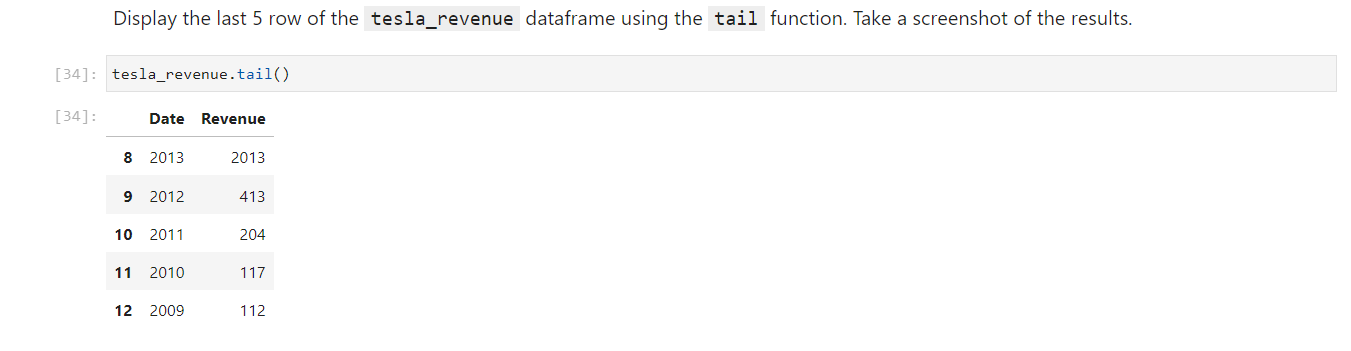 Display the last 5 row of the tesla_revenue dataframe using the tail function. Take a screenshot of the results.
[34]: tesla_revenue.tail()
[34]:
Date Revenue
8 2013 2013
9 2012 413
10 2011 204
11 2010 117
12 2009 112